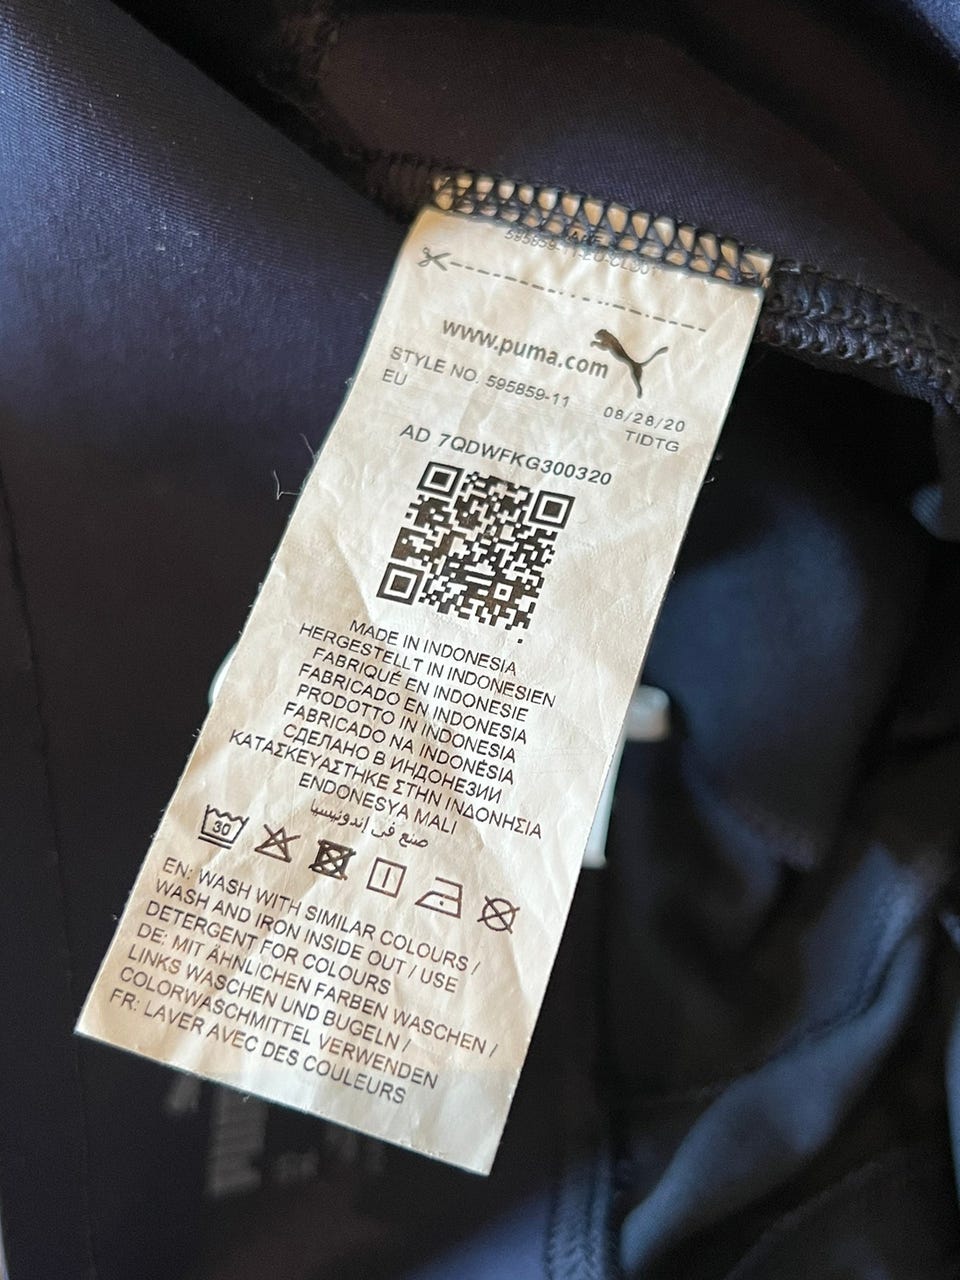 www.puma.com
STYLE NO. 595859-11 08/28/20
EU TIDTG
AD 7QDWFKG300320
MADE IN INDONESIA
HERGESTELLT IN INDONESIEN
FABRIQUÉ EN INDONESIE
FABRICADO EN INDONESIA
PRODOTTO IN INDONESIA
FABRICADO NA INDONÉSIA
СДЕЛАНО В ИНДОНЕЗИИ
ΚΑΤΑΣΚΕΥΑΣΤΗΚΕ ΣΤΗΝ ΙΝΔΟΝΗΣΙΑ
ENDONESYA MALI
صنع في إندونيسيا
30
EN: WASH WITH SIMILAR COLOURS /
WASH AND IRON INSIDE OUT / USE
DETERGENT FOR COLOURS
DE: MIT ÄHNLICHEN FARBEN WASCHEN /
LINKS WASCHEN UND BUGELN /
COLORWASCHMITTEL VERWENDEN
FR: LAVER AVEC DES COULEURS